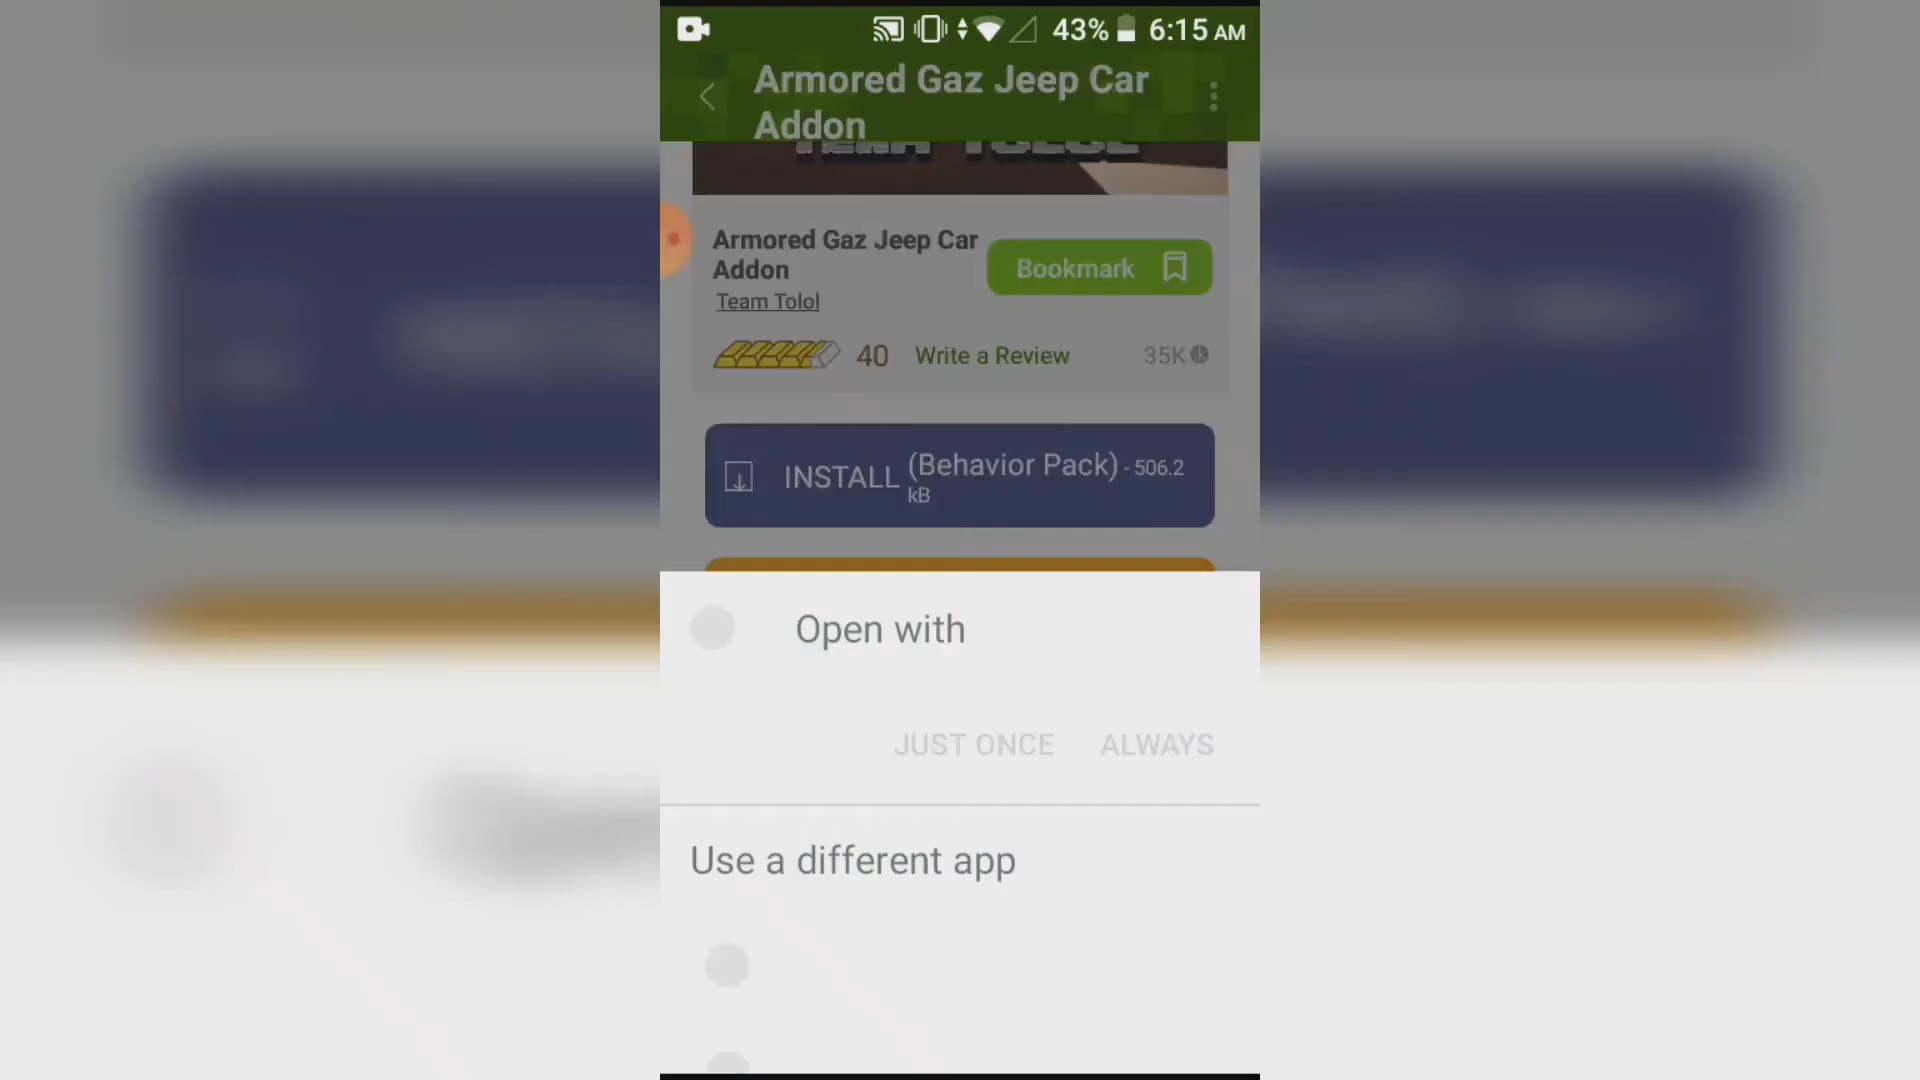 43% 6:15 AM
Armored Gaz Jeep Car
Addon
Armored Gaz Jeep Car
Addon
Bookmark
Team Tolol
40 Write a Review 35K
INSTALL (Behavior Pack) - 506.2
kB
Open with
JUST ONCE ALWAYS
Use a different app